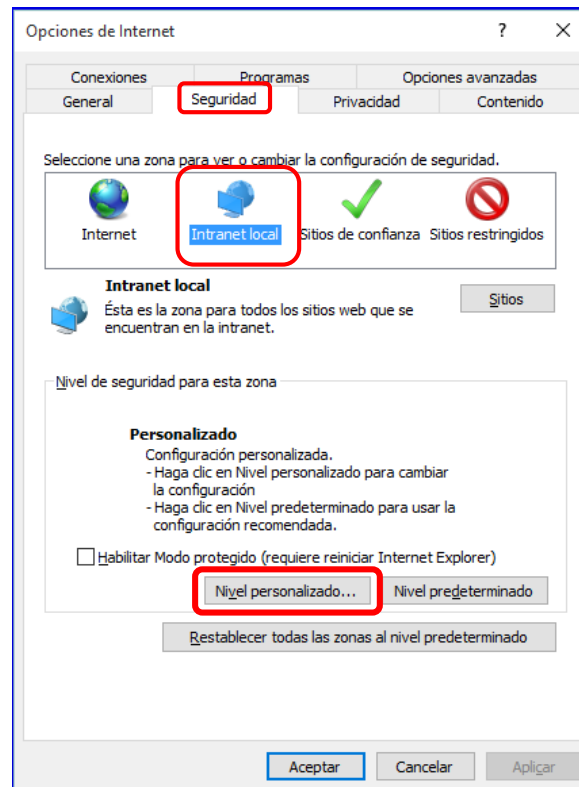 Opciones de Internet ?
Conexiones Programas Opciones avanzadas
General Seguridad Privacidad Contenido
Seleccione una zona para ver o cambiar la configuración de seguridad.
Internet Intranet local Sitios de confianza Sitios restringidos
Intranet local
Ésta es la zona para todos los sitios web que se
encuentran en la intranet.
Sitios
Nivel de seguridad para esta zona
Personalizado
Configuración personalizada.
- Haga clic en Nivel personalizado para cambiar
la configuración
- Haga clic en Nivel predeterminado para usar la
configuración recomendada.
Habilitar Modo protegido (requiere reiniciar Internet Explorer)
Nivel personalizado... Nivel predeterminado
Restablecer todas las zonas al nivel predeterminado
Aceptar Cancelar Aplicar